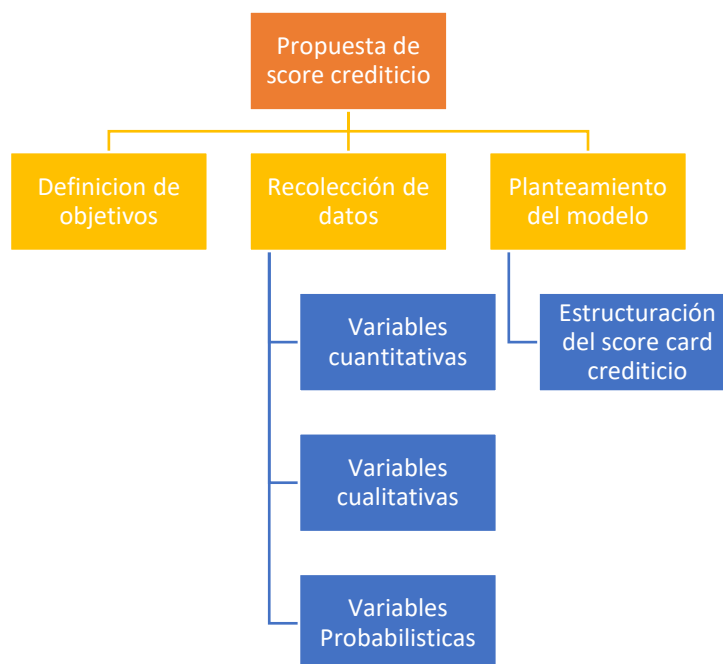 Propuesta de
score crediticio
Definicion de
objetivos
Recolección de
datos
Planteamiento
del modelo
Variables
cuantitativas
Estructuración
del score card
crediticio
Variables
cualitativas
Variables
Probabilisticas